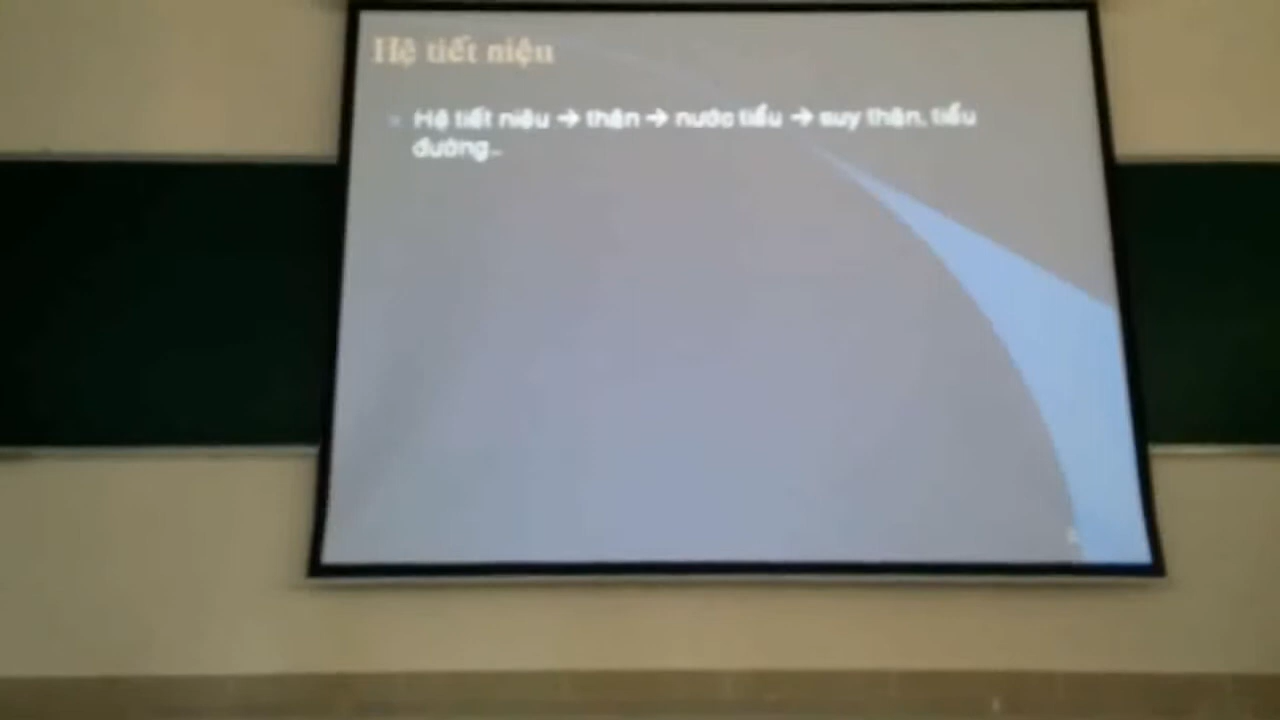 Hệ tiết niệu
Hệ tiết niệu → thận → nước tiểu → suy thận, tiểu
đường...